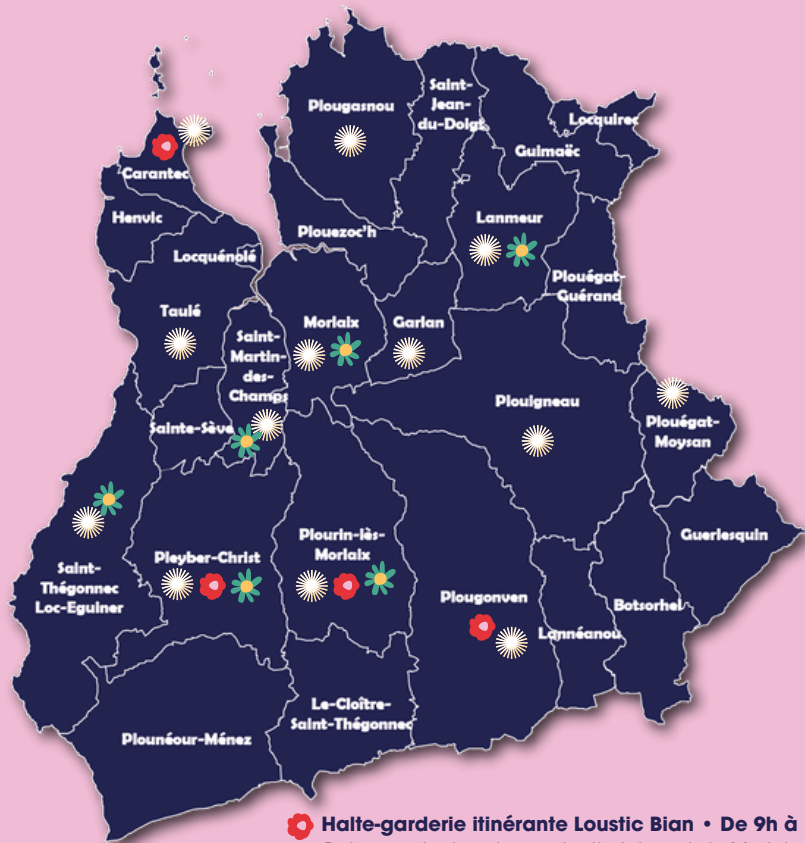 Saint-
Jean-
du-Doigt
Plougasnou
Locquirec
Guimaëc
Carantec
Henvic
Lanmeur
Plouezoc'h
Locquénolé
Plouégat-
Guérand
Taulé
Morlaix
Garlan
Saint-
Martin-
des-
Champs
Plouigneau
Plouégat-
Moysan
Sainte-Sève
Guerlesquin
Plourin-lès-
Morlaix
Pleyber-Christ
Saint-
Thégonnec
Loc-Eguiner
Plougonven
Botsorhel
Lannéanou
Le-Cloître-
Saint-Thégonnec
Plounéour-Ménez
Halte-garderie itinérante Loustic Bian • De 9h à